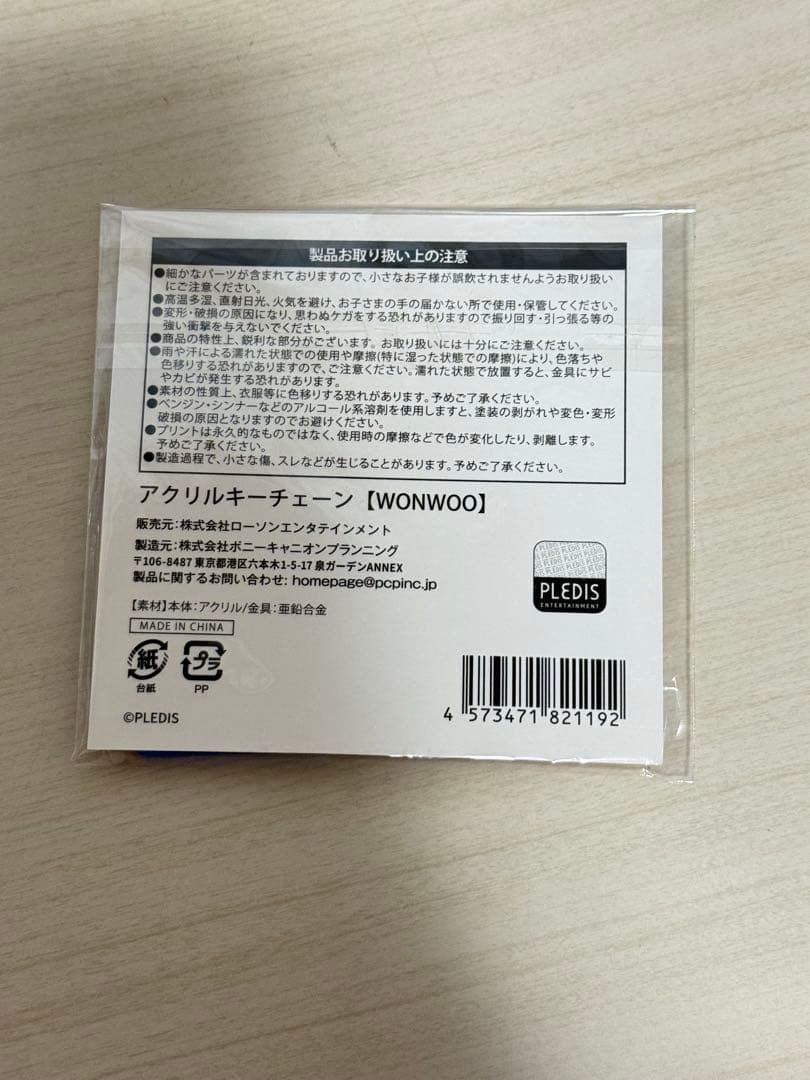 製品お取り扱い上の注意
●細かなパーツが含まれておりますので、小さなお子様が誤飲されませんようお取り扱い
にご注意ください。
●高温多湿、直射日光、火気を避け、お子さまの手の届かない所で使用・保管してください。
●変形・破損の原因になり、思わぬケガをする恐れがありますので振り回す・引っ張る等の
強い衝撃を与えないでください。
●商品の特性上、鋭利な部分がございます。お取り扱いには十分にご注意ください。
●雨や汗による濡れた状態での使用や摩擦(特に湿った状態での摩擦)により、色落ちや
色移りする恐れがありますので、ご注意ください。濡れた状態で放置すると、金具にサビ
やカビが発生する恐れがあります。
●素材の性質上、衣服等に色移りする恐れがあります。予めご了承ください。
●ベンジン・シンナーなどのアルコール系溶剤を使用しますと、塗装の剥がれや変色・変形
破損の原因となりますのでお避けください。
●プリントは永久的なものではなく、使用時の摩擦などで色が変化したり、剥離します。
予めご了承ください。
●製造過程で、小さな傷、スレなどが生じることがあります。予めご了承ください。
アクリルキーチェーン【WONWOO】
販売元:株式会社ローソンエンタテインメント
製造元:株式会社ポニーキャニオンプランニング
〒106-8487 東京都港区六本木1-5-17 泉ガーデンANNEX
製品に関するお問い合わせ: homepage@pcpinc.jp
PLEDIS
ENTERTAINMENT
【素材】本体:アクリル/金具:亜鉛合金
MADE IN CHINA
紙
プラ
台紙
PP
©PLEDIS
4 573471 821192